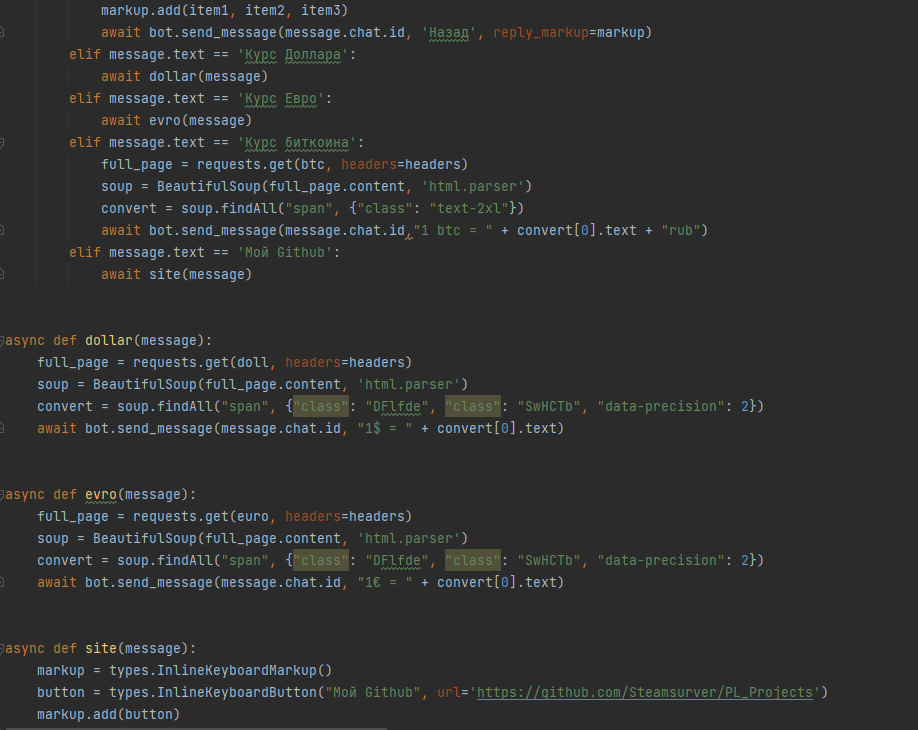 markup.add(item1, item2, item3)
await bot.send_message(message.chat.id, 'Назад', reply_markup=markup)
elif message.text == 'Курс Доллара':
await dollar(message)
elif message.text == 'Курс Евро':
await evro(message)
elif message.text == 'Курс биткоина':
full_page = requests.get(btc, headers=headers)
soup = BeautifulSoup(full_page.content, 'html.parser')
convert = soup.findAll("span", {"class": "text-2xl"})
await bot.send_message(message.chat.id,"1 btc = " + convert[0].text + "rub")
elif message.text == 'Мой Github':
await site(message)
async def dollar(message):
full_page = requests.get(doll, headers=headers)
soup = BeautifulSoup(full_page.content, 'html.parser')
convert = soup.findAll("span", {"class": "DFlfde", "class": "SwHCTb", "data-precision": 2})
await bot.send_message(message.chat.id, "1$ = " + convert[0].text)
async def evro(message):
full_page = requests.get(euro, headers=headers)
soup = BeautifulSoup(full_page.content, 'html.parser')
convert = soup.findAll("span", {"class": "DFlfde", "class": "SwHCTb", "data-precision": 2})
await bot.send_message(message.chat.id, "1€ = " + convert[0].text)
async def site(message):
markup = types.InlineKeyboardMarkup()
button = types.InlineKeyboardButton("Мой Github", url='https://github.com/Steamsurver/PL_Projects')
markup.add(button)